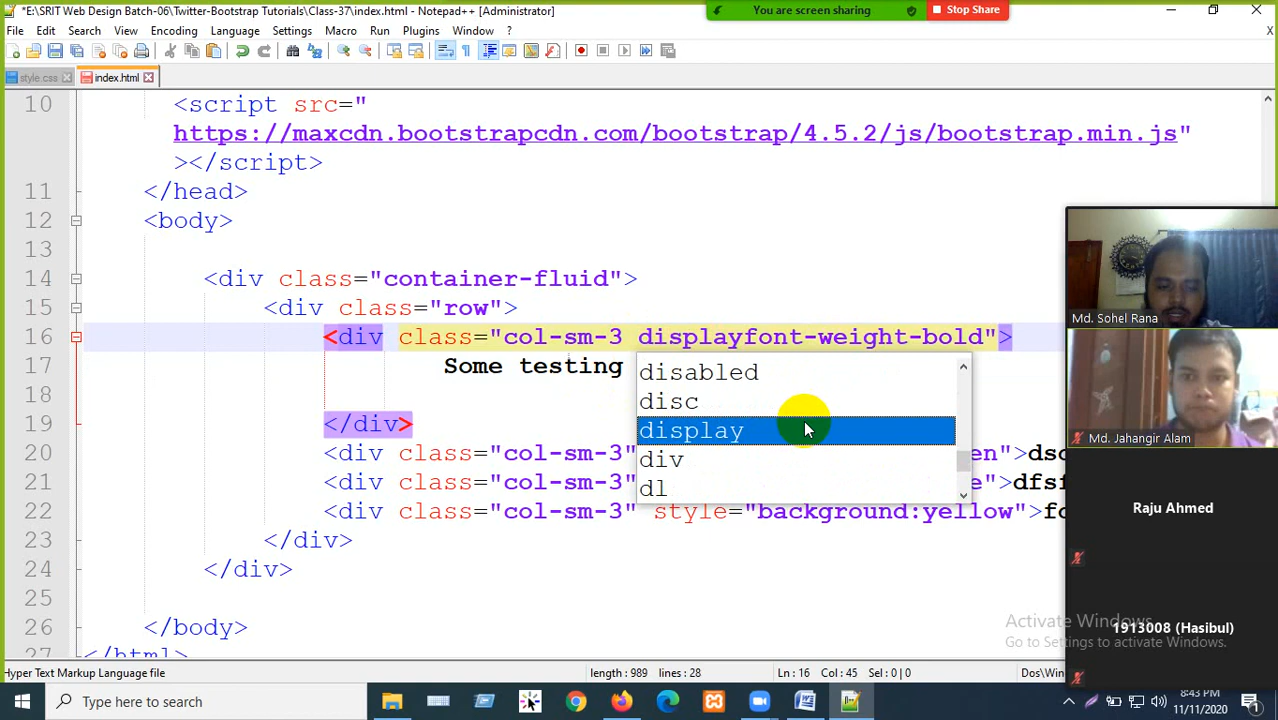 *E:\SRIT Web Design Batch-06\Twitter-Bootstrap Tutorials\Class-37\index.html - Notepad++ [Administrator]
You are screen sharing
Stop Share
File Edit Search View Encoding Language Settings Macro Run Plugins Window ?
X
style.css index.html
10 <script src="
https://maxcdn.bootstrapcdn.com/bootstrap/4.5.2/js/bootstrap.min.js"
></script>
11 </head>
12 <body>
13
14 <div class="container-fluid">
15 <div class="row">
16 <div class="col-sm-3 displayfont-weight-bold">
17 Some testing
18
disabled
disc
display
div
dl
19 </div>
20 <div class="col-sm-3"
21 <div class="col-sm-3"
22 <div class="col-sm-3" style="background:yellow">
23 </div>
24 </div>
25
26 </body>
27 </html>
Md. Sohel Rana
Md. Jahangir Alam
Raju Ahmed
1913008 (Hasibul)
Activate Windows
Go to Settings to activate Windows.
Hyper Text Markup Language file length : 989 lines : 28 Ln : 16 Col : 45 Sel : 0 | 0
Type here to search
8:43 PM
11/11/2020